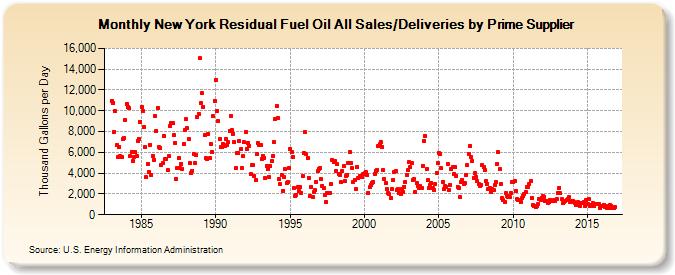 Monthly New York Residual Fuel Oil All Sales/Deliveries by Prime Supplier
Thousand Gallons per Day
16,000
14,000
12,000
10,000
8,000
6,000
4,000
2,000
0
1985 1990 1995 2000 2005 2010 2015
Source: U.S. Energy Information Administration